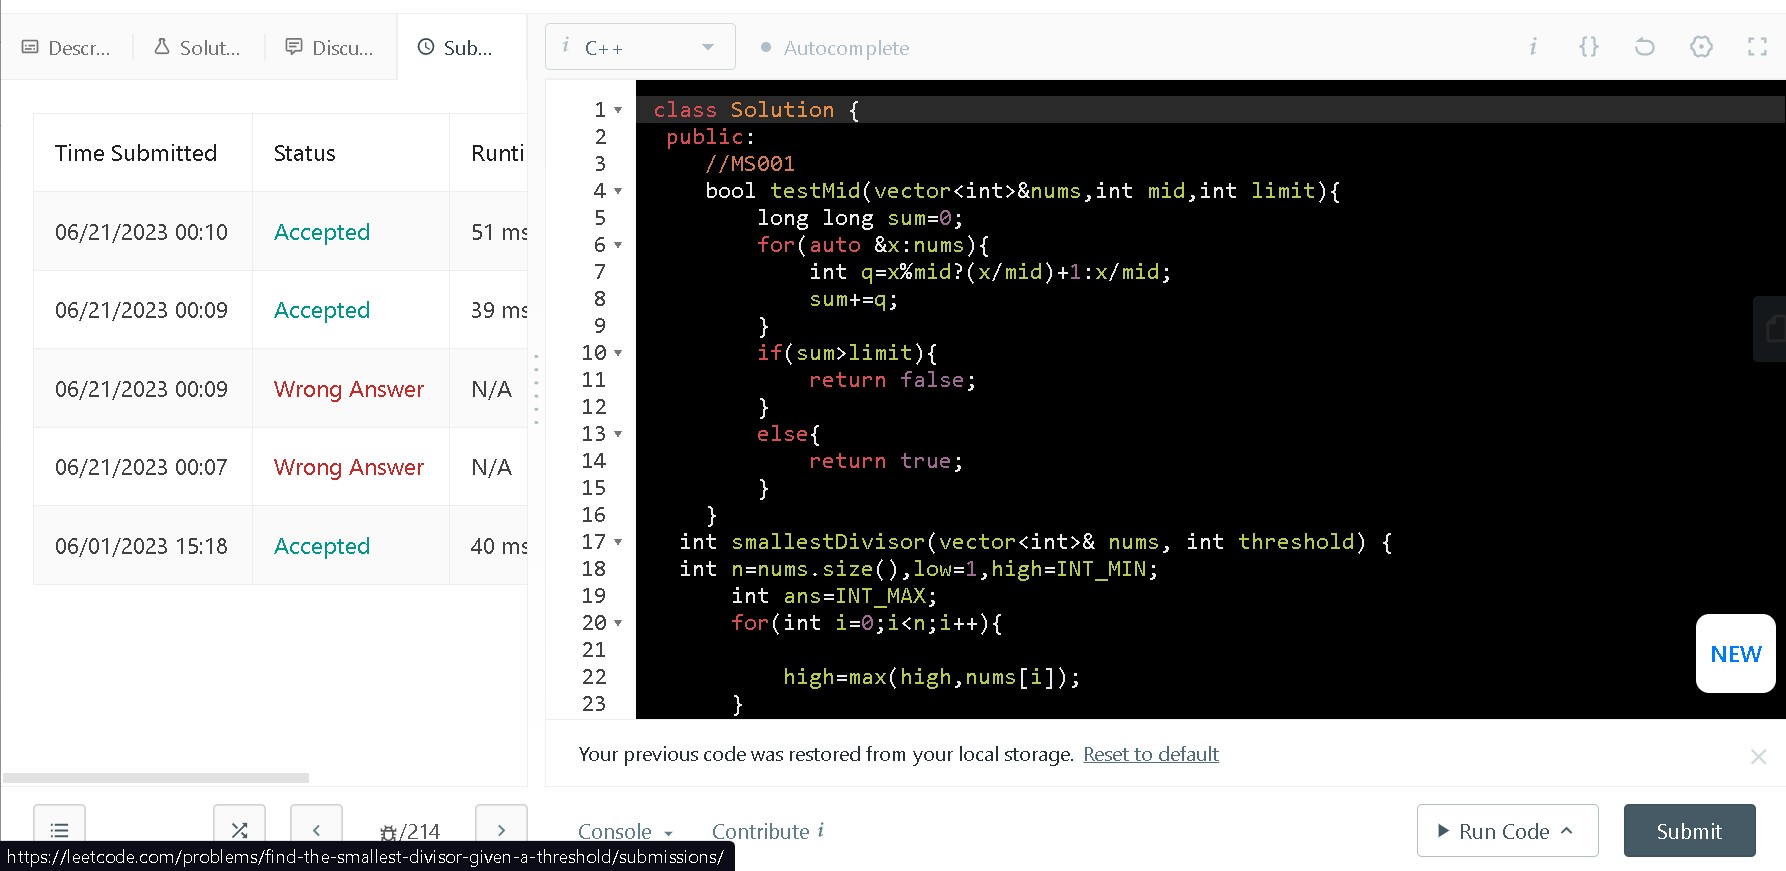 Descr...
Solut...
Discu...
Sub...
i C++
Autocomplete
i {}
Time Submitted Status Runti
06/21/2023 00:10 Accepted 51 ms
06/21/2023 00:09 Accepted 39 ms
06/21/2023 00:09 Wrong Answer N/A
06/21/2023 00:07 Wrong Answer N/A
06/01/2023 15:18 Accepted 40 ms
1 class Solution {
2 public:
3 //MS001
4 bool testMid(vector<int>&nums,int mid,int limit){
5 long long sum=0;
6 for(auto &x:nums){
7 int q=x%mid?(x/mid)+1:x/mid;
8 sum+=q;
9 }
10 if(sum>limit){
11 return false;
12 }
13 else{
14 return true;
15 }
16 }
17 int smallestDivisor(vector<int>& nums, int threshold) {
18 int n=nums.size(),low=1,high=INT_MIN;
19 int ans=INT_MAX;
20 for(int i=0;i<n;i++){
21
22 high=max(high,nums[i]);
23 }
NEW
Your previous code was restored from your local storage. Reset to default
/214
Console
Contribute i
Run Code
Submit
https://leetcode.com/problems/find-the-smallest-divisor-given-a-threshold/submissions/